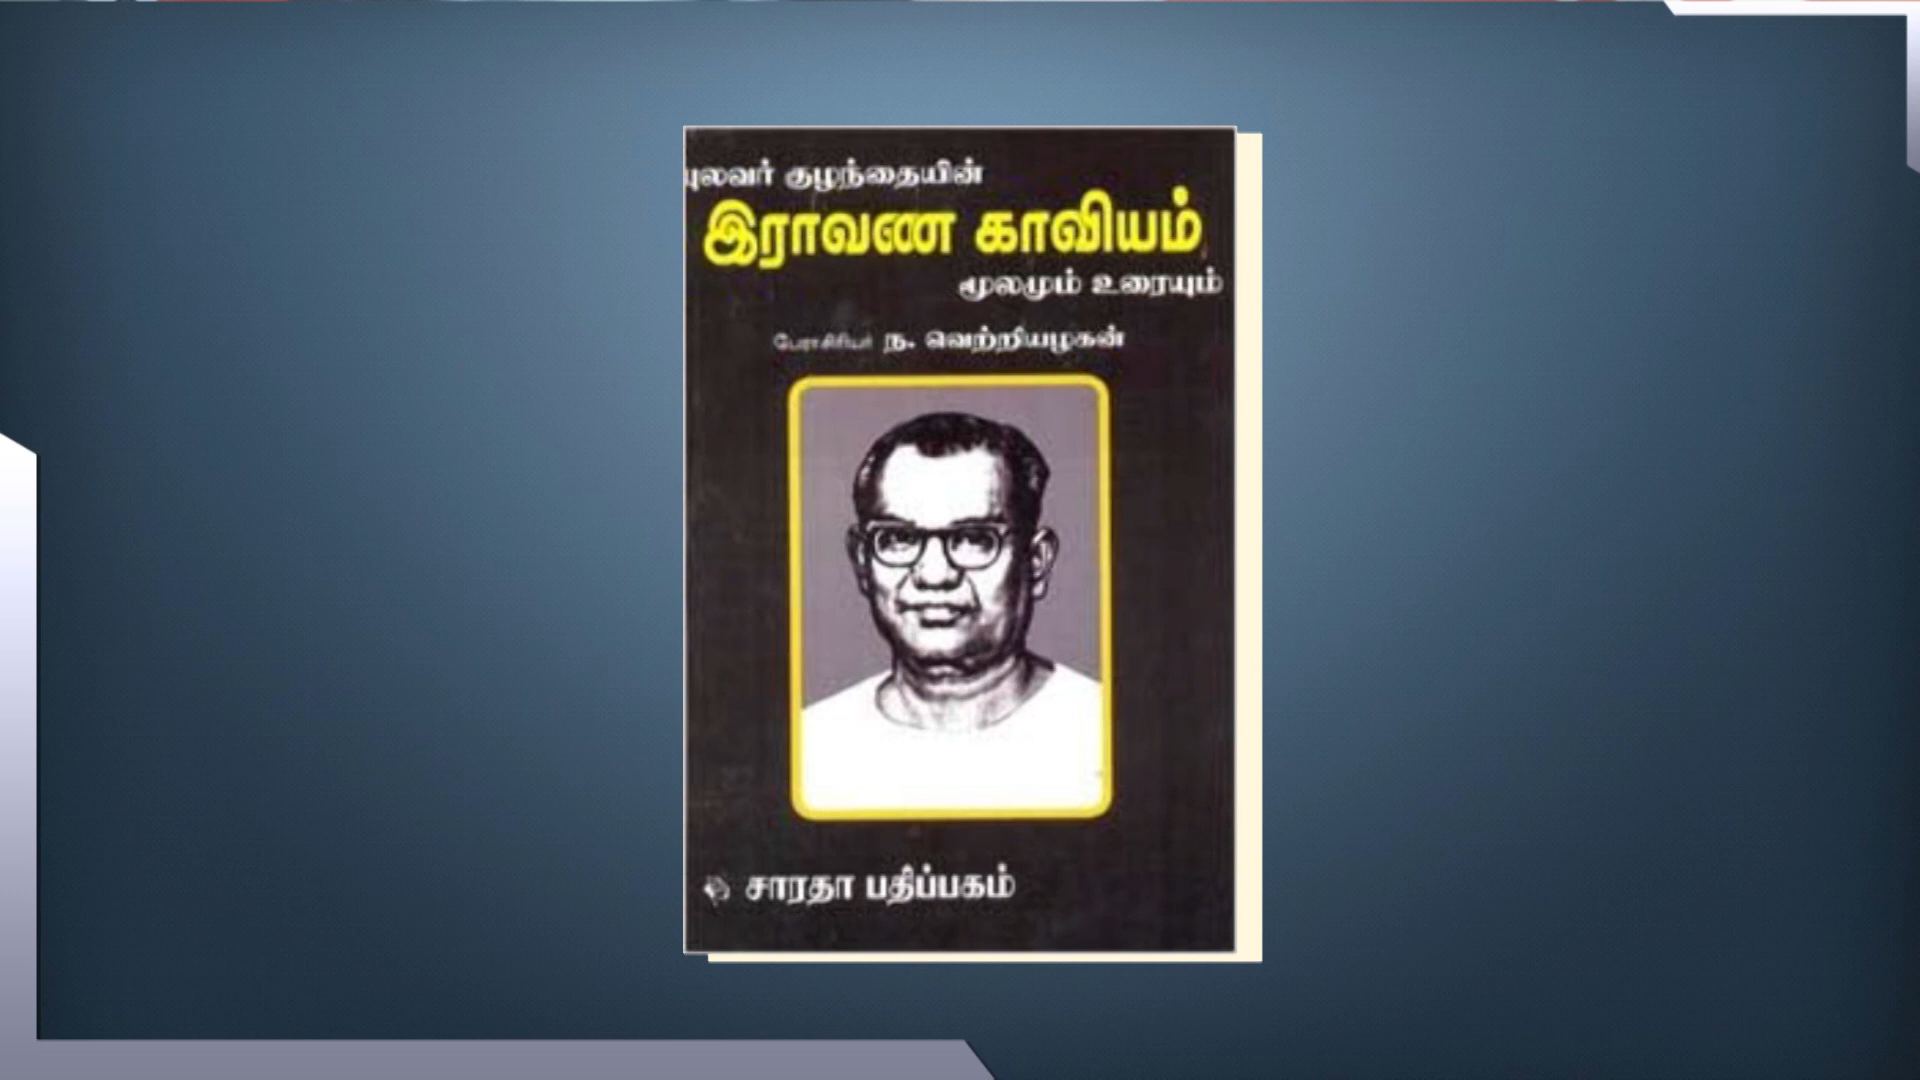 புலவர் குழந்தையின்
இராவண காவியம்
மூலமும் உரையும்
பேராசிரியர் ந. வெற்றியழகன்
சாரதா பதிப்பகம்